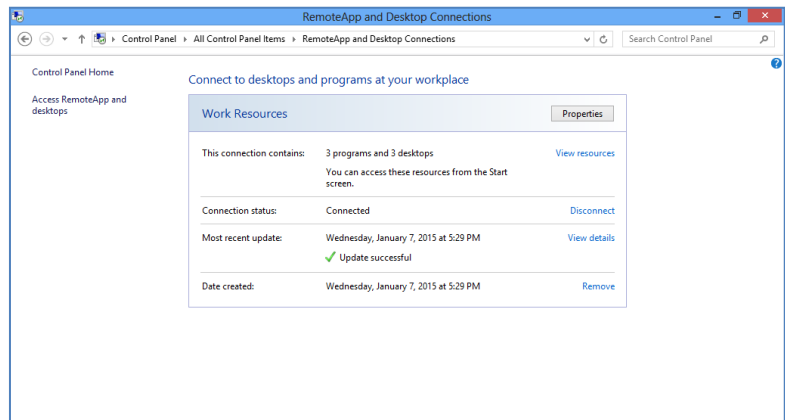 RemoteApp and Desktop Connections
Control Panel ▸ All Control Panel Items ▸ RemoteApp and Desktop Connections
Search Control Panel
Control Panel Home
Access RemoteApp and
desktops
Connect to desktops and programs at your workplace
Work Resources
Properties
This connection contains: 3 programs and 3 desktops View resources
You can access these resources from the Start
screen.
Connection status: Connected Disconnect
Most recent update: Wednesday, January 7, 2015 at 5:29 PM View details
Update successful
Date created: Wednesday, January 7, 2015 at 5:29 PM Remove